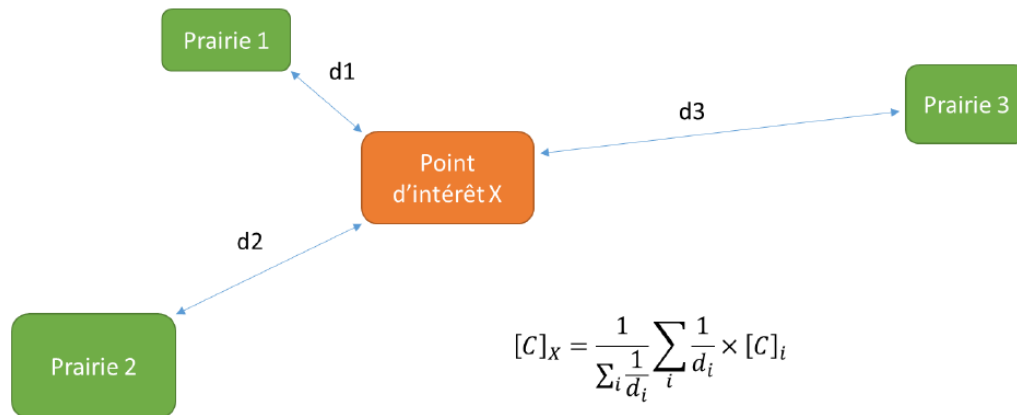 Prairie 1
d1
Prairie 3
d3
Point
d'intérêt X
d2
Prairie 2
[C]_X = \frac{1}{\sum_i \frac{1}{d_i}} \sum_i \frac{1}{d_i} × [C]_i